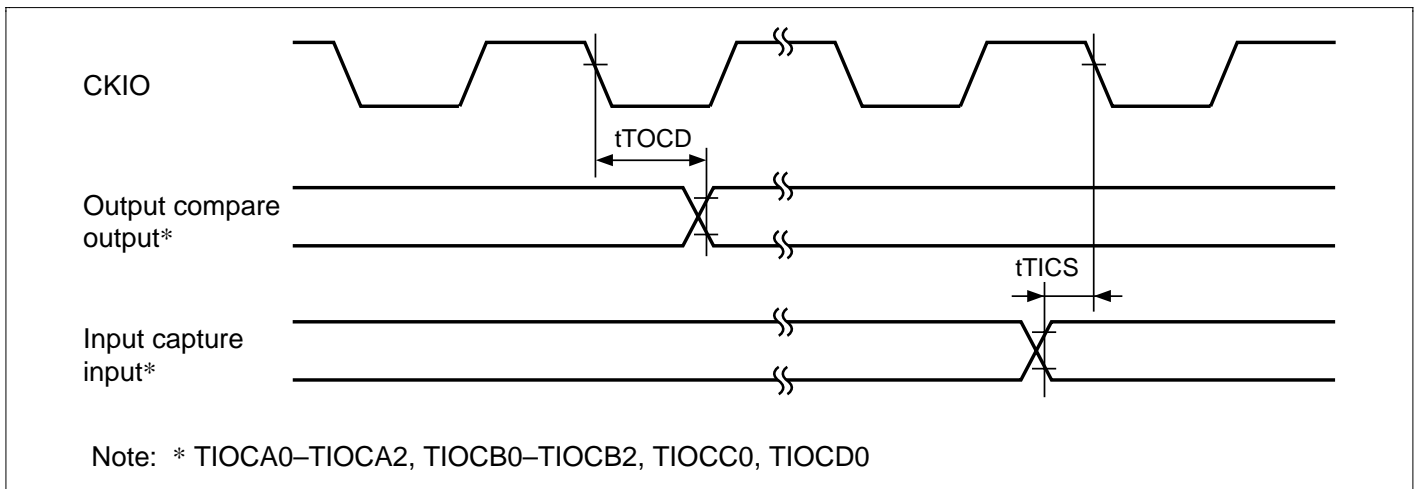 CKIO
tTOCD
Output compare
output*
tTICS
Input capture
input*
Note: * TIOCA0–TIOCA2, TIOCB0–TIOCB2, TIOCC0, TIOCD0